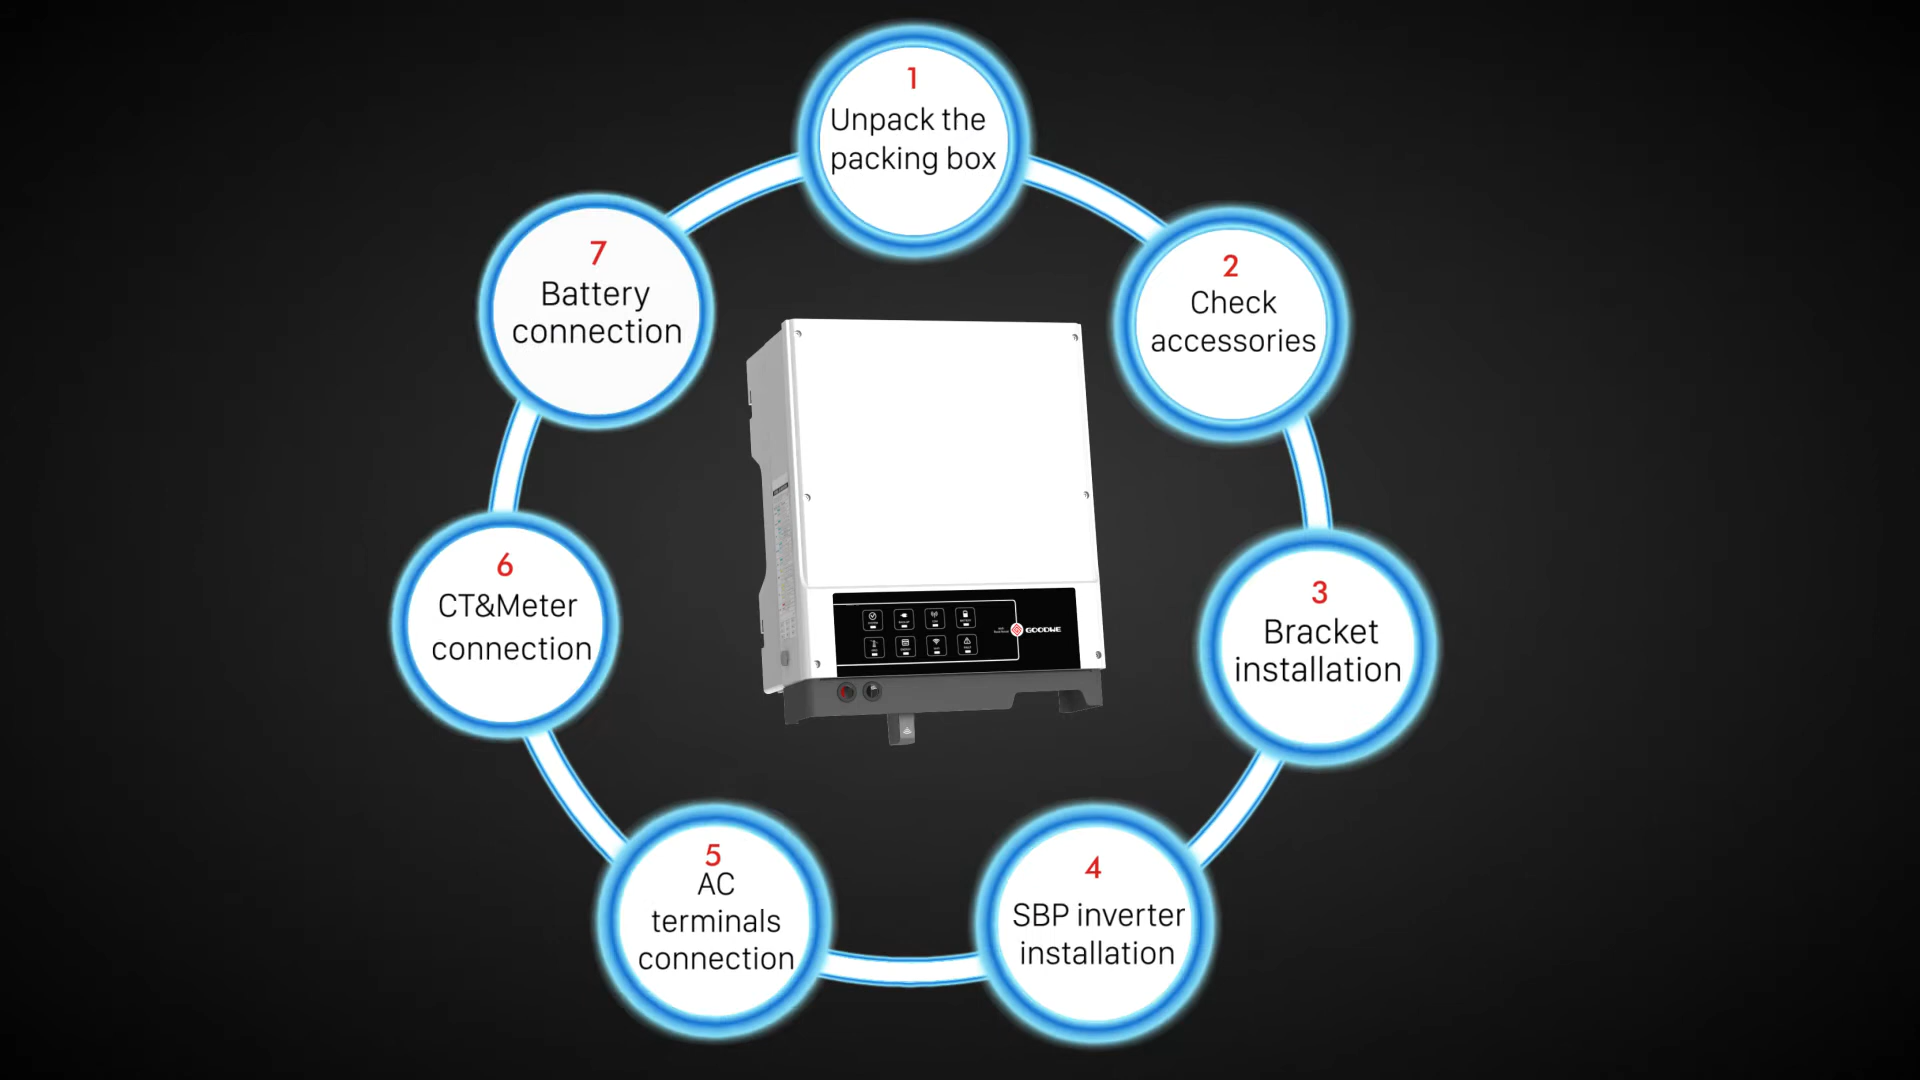 1
Unpack the
packing box
2
Check
accessories
3
Bracket
installation
4
SBP inverter
installation
5
AC
terminals
connection
6
CT&Meter
connection
7
Battery
connection
GOODWE